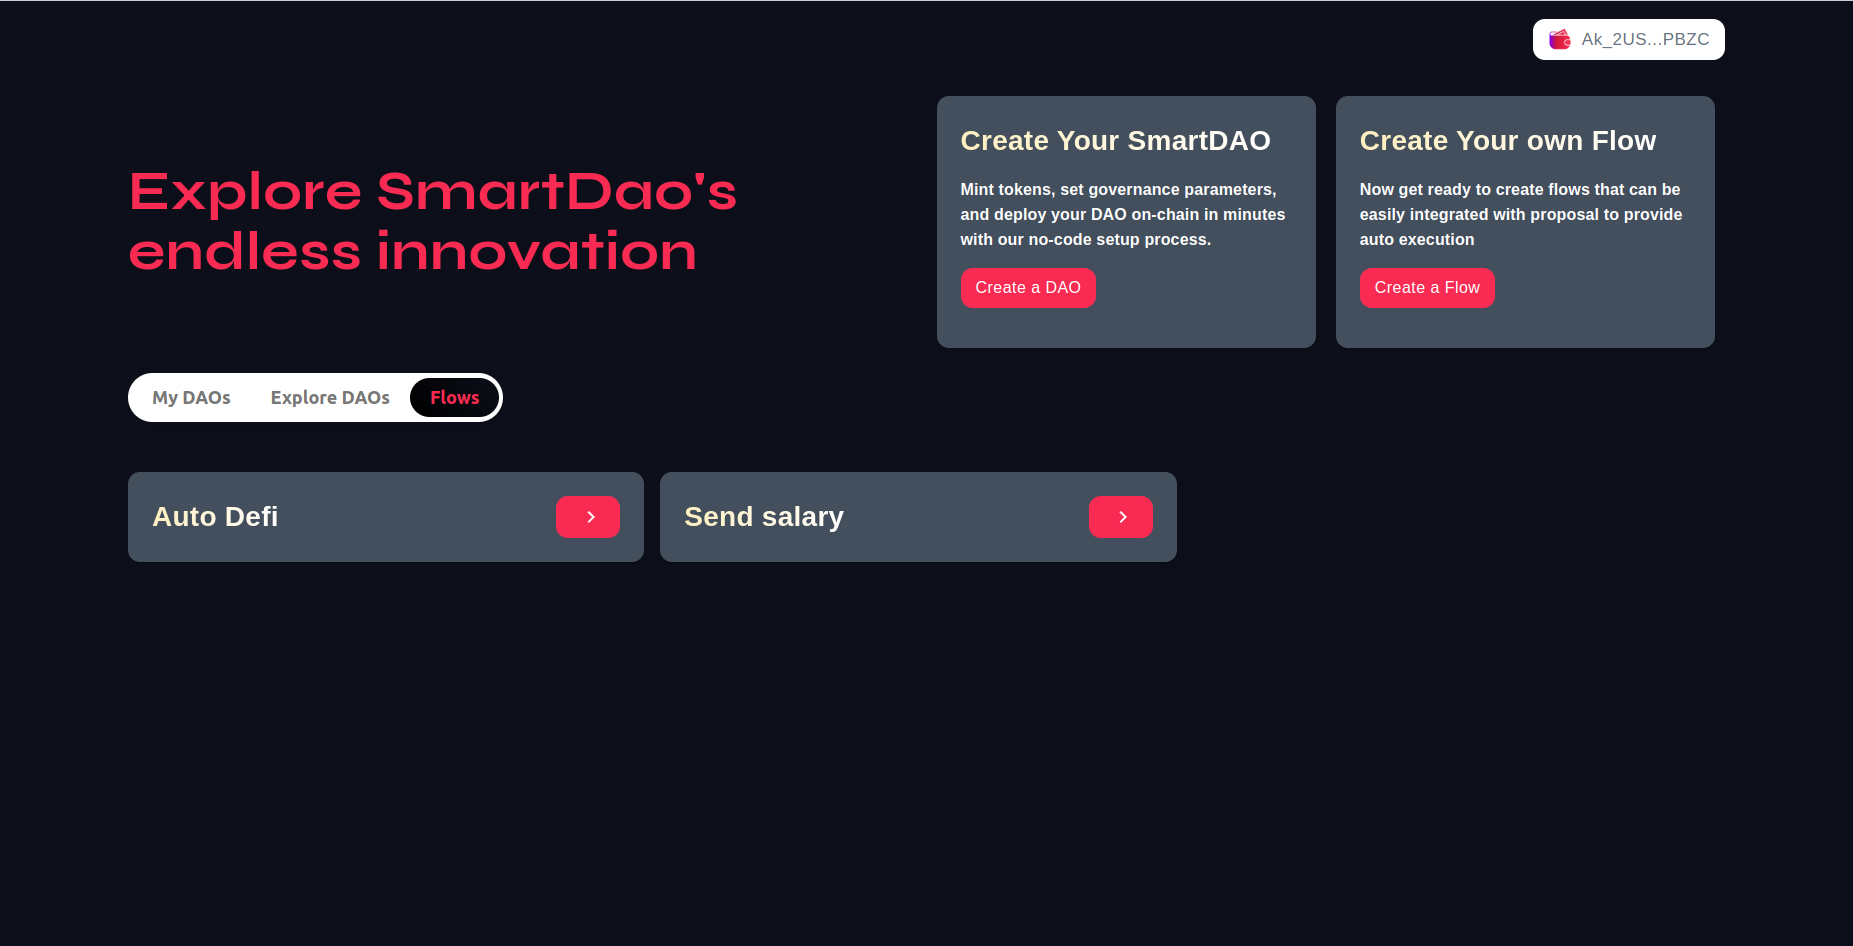 Ak_2US...PBZC
Explore SmartDao's
endless innovation
Create Your SmartDAO
Mint tokens, set governance parameters,
and deploy your DAO on-chain in minutes
with our no-code setup process.
Create a DAO
Create Your own Flow
Now get ready to create flows that can be
easily integrated with proposal to provide
auto execution
Create a Flow
My DAOs
Explore DAOs
Flows
Auto Defi
Send salary